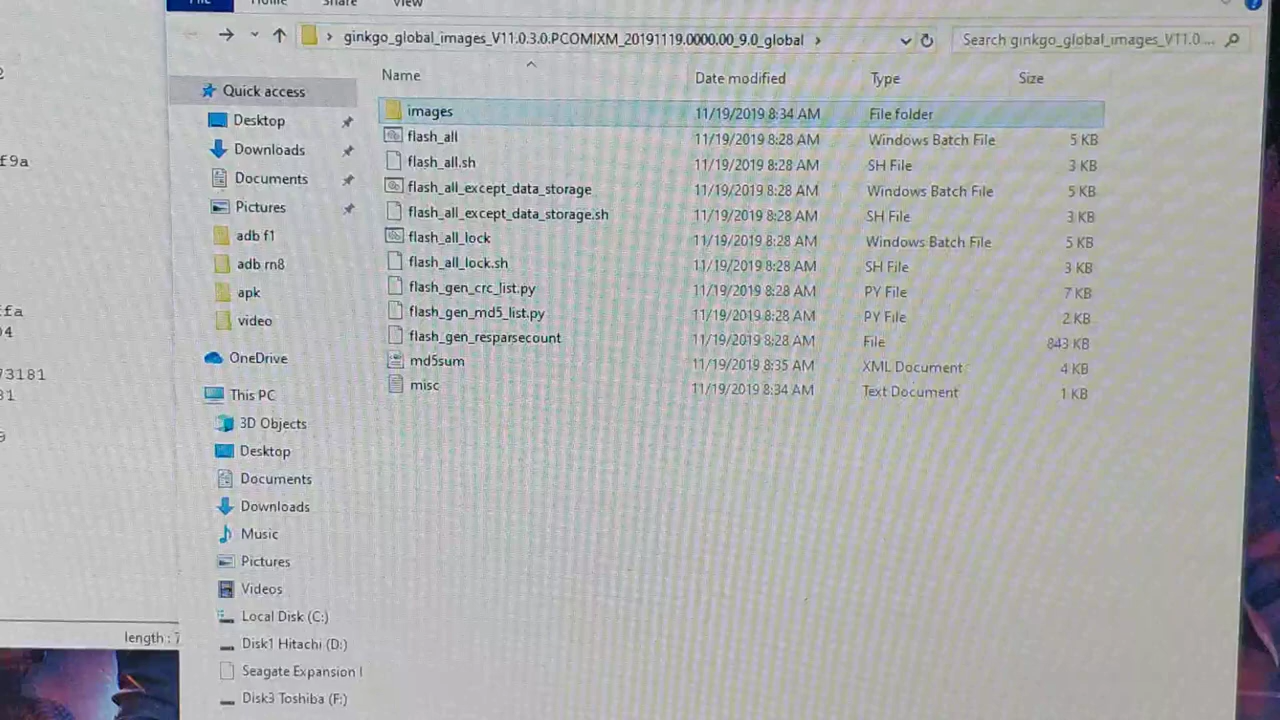 File Home Share View
ginkgo_global_images_V11.0.3.0.PCOMIXM_20191119.0000.00_9.0_global
Search ginkgo_global_images_V11.0....
Name Date modified Type Size
Quick access
Desktop
Downloads
Documents
Pictures
adb f1
adb rn8
apk
video
OneDrive
This PC
3D Objects
Desktop
Documents
Downloads
Music
Pictures
Videos
Local Disk (C:)
Disk1 Hitachi (D:)
Seagate Expansion
Disk3 Toshiba (F:)
images 11/19/2019 8:34 AM File folder
flash_all 11/19/2019 8:28 AM Windows Batch File 5 KB
flash_all.sh 11/19/2019 8:28 AM SH File 3 KB
flash_all_except_data_storage 11/19/2019 8:28 AM Windows Batch File 5 KB
flash_all_except_data_storage.sh 11/19/2019 8:28 AM SH File 3 KB
flash_all_lock 11/19/2019 8:28 AM Windows Batch File 5 KB
flash_all_lock.sh 11/19/2019 8:28 AM SH File 3 KB
flash_gen_crc_list.py 11/19/2019 8:28 AM PY File 7 KB
flash_gen_md5_list.py 11/19/2019 8:28 AM PY File 2 KB
flash_gen_resparsecount 11/19/2019 8:28 AM File 843 KB
md5sum 11/19/2019 8:35 AM XML Document 4 KB
misc 11/19/2019 8:34 AM Text Document 1 KB
f9a
73181
length : 7